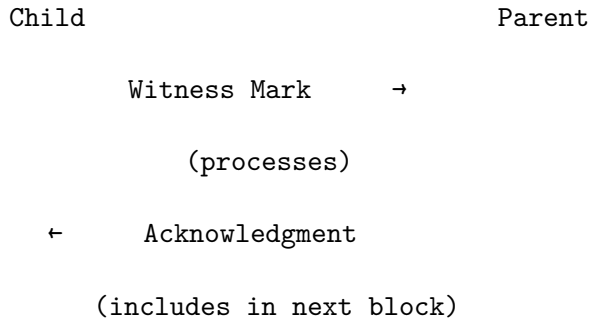 Child Parent
Witness Mark →
(processes)
← Acknowledgment
(includes in next block)